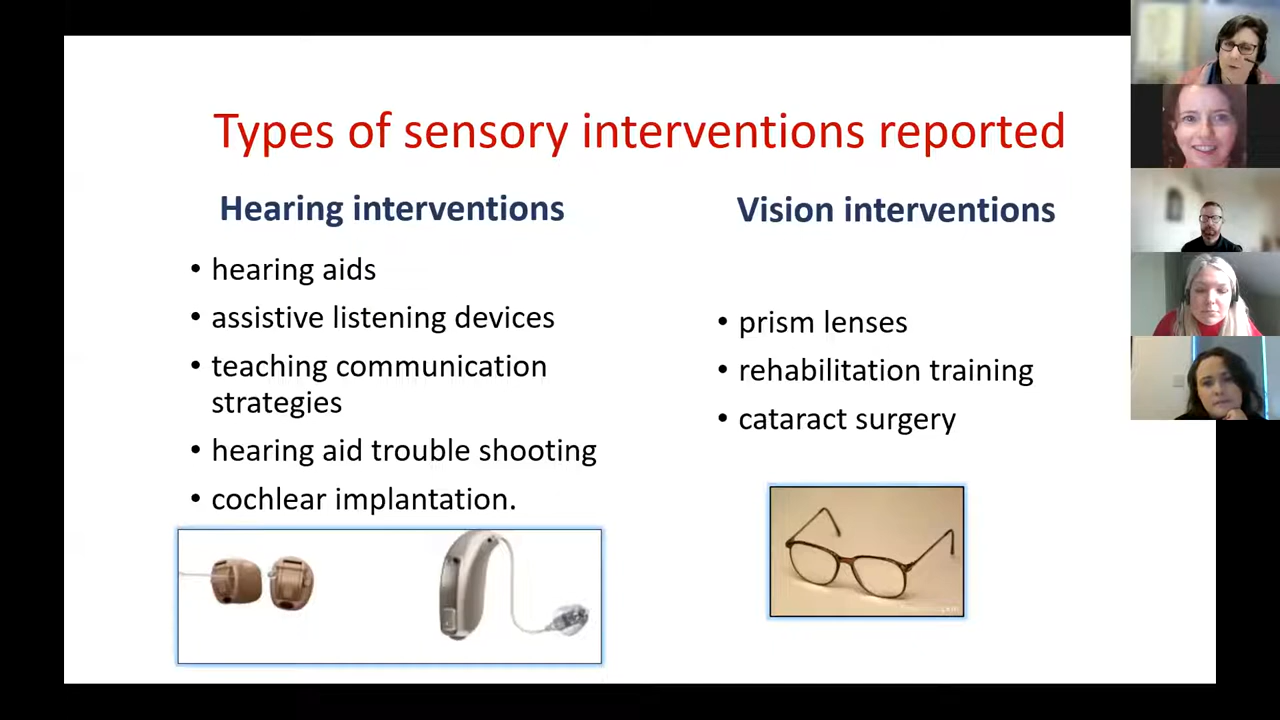 Types of sensory interventions reported
Hearing interventions
• hearing aids
• assistive listening devices
• teaching communication
strategies
• hearing aid trouble shooting
• cochlear implantation.
Vision interventions
• prism lenses
• rehabilitation training
• cataract surgery